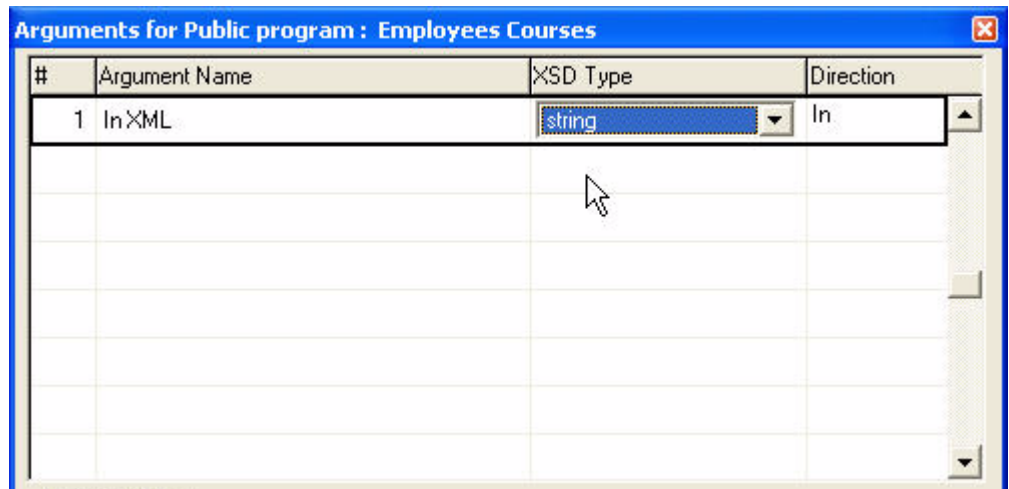 Arguments for Public program : Employees Courses
# Argument Name XSD Type Direction
1 In XML string In